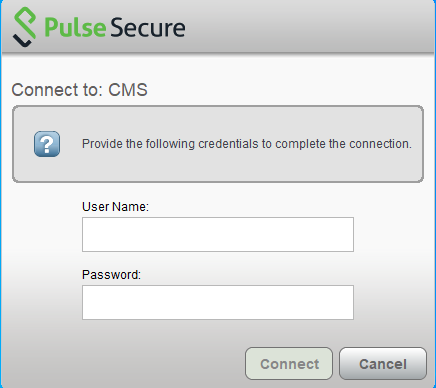 Pulse Secure
Connect to: CMS
?
Provide the following credentials to complete the connection.
User Name:
Password:
Connect
Cancel